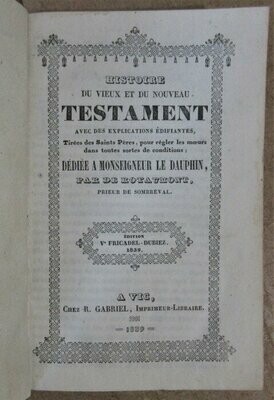 HISTOIRE
DU VIEUX ET DU NOUVEAU
TESTAMENT
AVEC DES EXPLICATIONS ÉDIFIANTES,
Tirées des Saints Pères, pour régler les mœurs
dans toutes sortes de conditions;
DÉDIÉE A MONSEIGNEUR LE DAUPHIN,
PAR DE ROYAUMONT,
PRIEUR DE SOMBREVAL.
ÉDITION
Ve FRICADEL-DUBIEZ.
1839.
A VIC,
CHEZ R. GABRIEL, IMPRIMEUR-LIBRAIRE.
1839